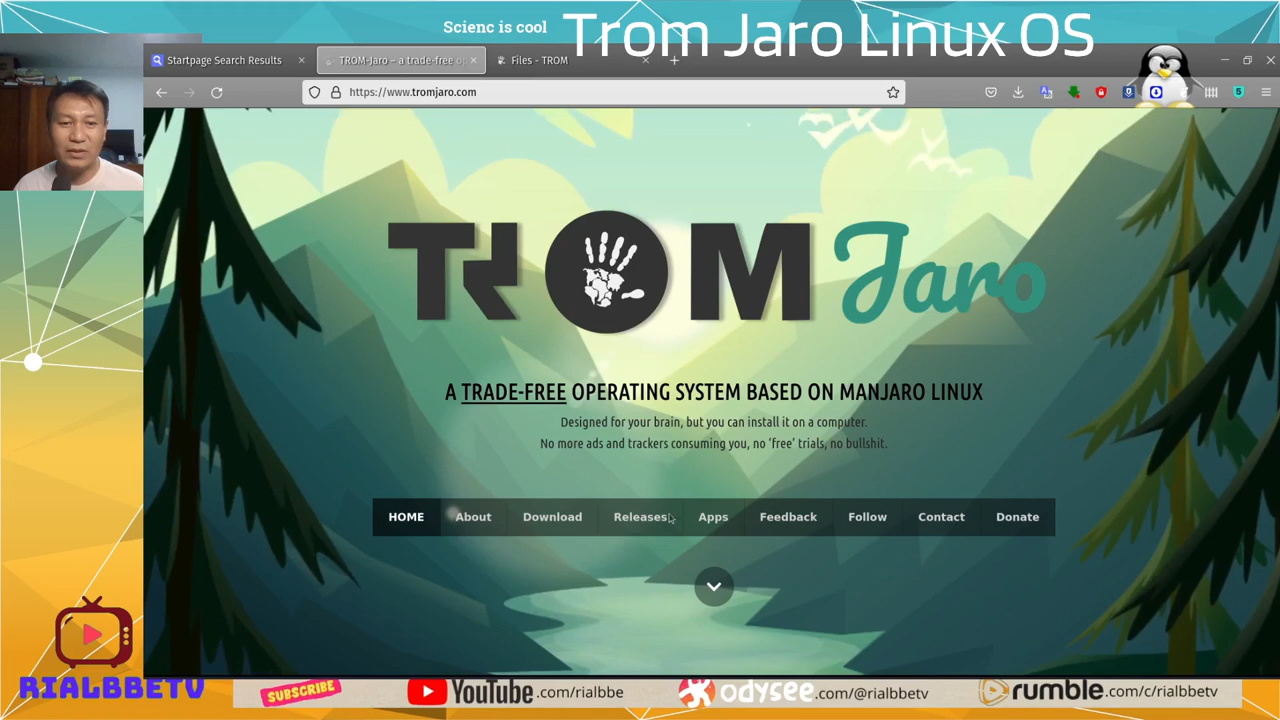 Scienc is cool
Trom Jaro Linux OS
Startpage Search Results
TROM-Jaro – a trade-free o
Files - TROM
https://www.tromjaro.com
5
TROM Jaro
A TRADE-FREE OPERATING SYSTEM BASED ON MANJARO LINUX
Designed for your brain, but you can install it on a computer.
No more ads and trackers consuming you, no ‘free’ trials, no bullshit.
HOME About Download Releases Apps Feedback Follow Contact Donate
RIALBBETV
SUBSCRIBE
YouTube.com/rialbbe
odysee.com/@rialbbetv
rumble.com/c/rialbbetv